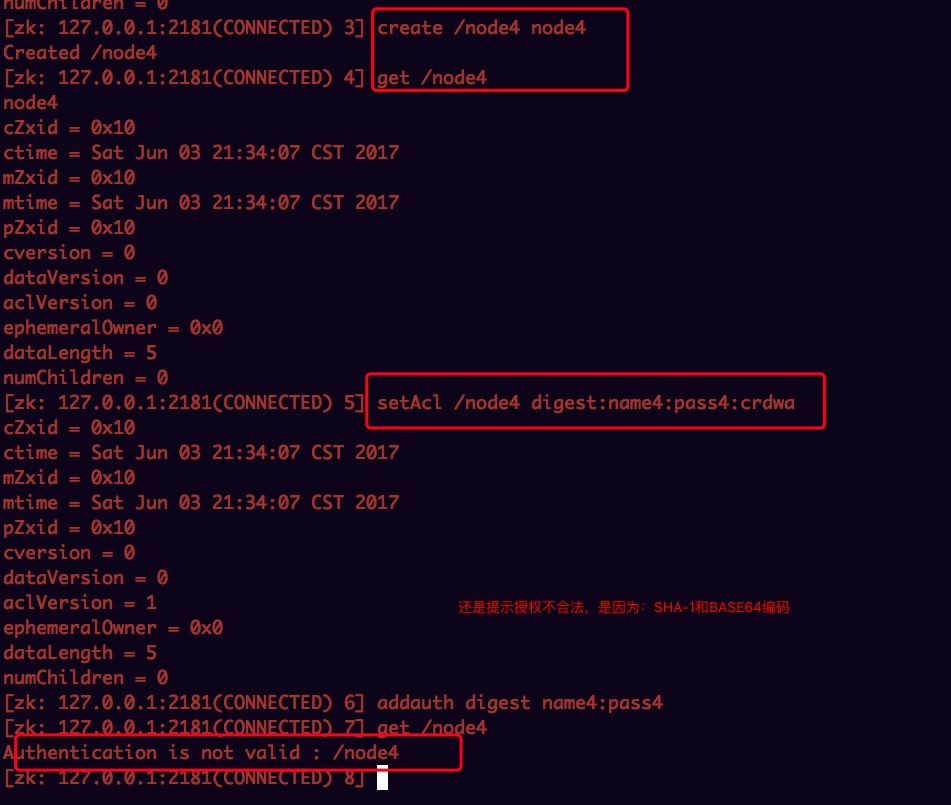 numChildren = 0
[zk: 127.0.0.1:2181(CONNECTED) 3] create /node4 node4
Created /node4
[zk: 127.0.0.1:2181(CONNECTED) 4] get /node4
node4
cZxid = 0x10
ctime = Sat Jun 03 21:34:07 CST 2017
mZxid = 0x10
mtime = Sat Jun 03 21:34:07 CST 2017
pZxid = 0x10
cversion = 0
dataVersion = 0
aclVersion = 0
ephemeralOwner = 0x0
dataLength = 5
numChildren = 0
[zk: 127.0.0.1:2181(CONNECTED) 5] setAcl /node4 digest:name4:pass4:crdwa
cZxid = 0x10
ctime = Sat Jun 03 21:34:07 CST 2017
mZxid = 0x10
mtime = Sat Jun 03 21:34:07 CST 2017
pZxid = 0x10
cversion = 0
dataVersion = 0
aclVersion = 1
还是提示授权不合法，是因为：SHA-1和BASE64编码
ephemeralOwner = 0x0
dataLength = 5
numChildren = 0
[zk: 127.0.0.1:2181(CONNECTED) 6] addauth digest name4:pass4
[zk: 127.0.0.1:2181(CONNECTED) 7] get /node4
Authentication is not valid : /node4
[zk: 127.0.0.1:2181(CONNECTED) 8]